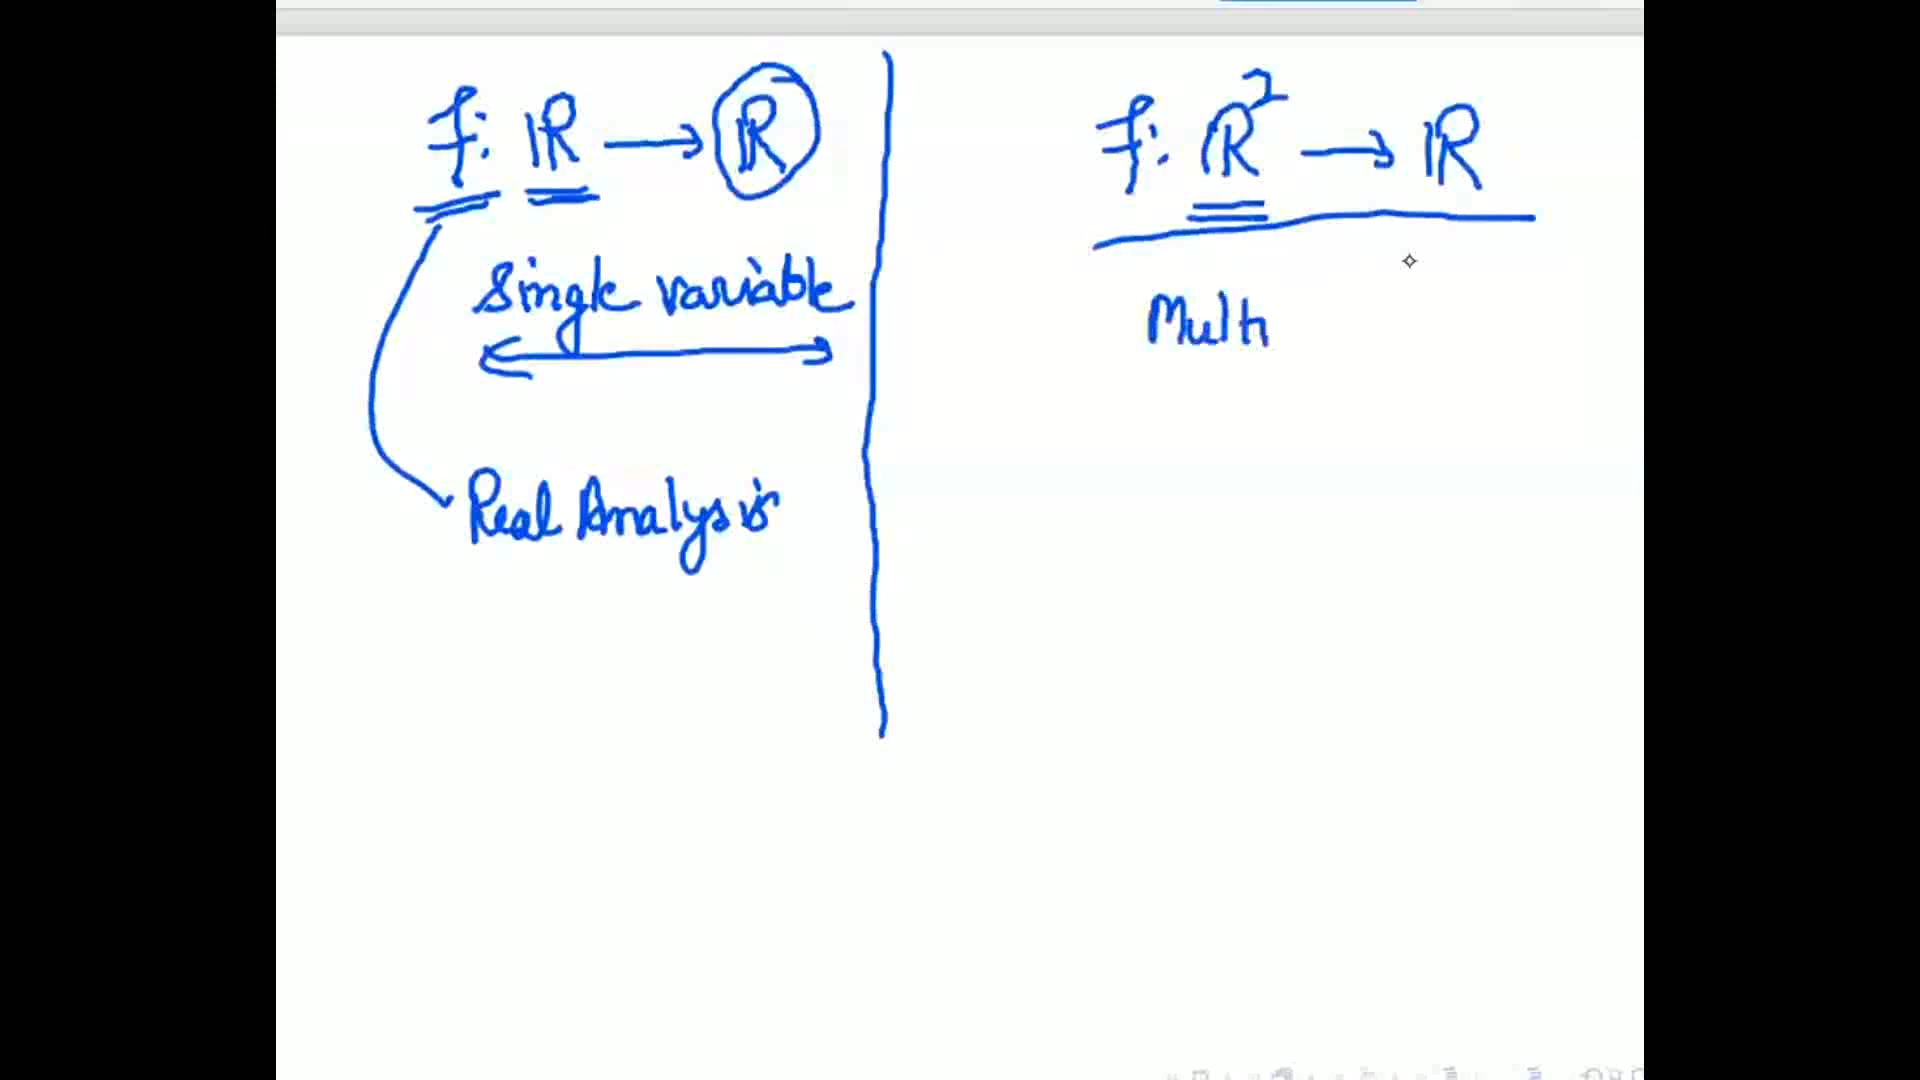 f: ℝ → ℝ
Single variable
Real Analysis
f: ℝ² → ℝ
Multi